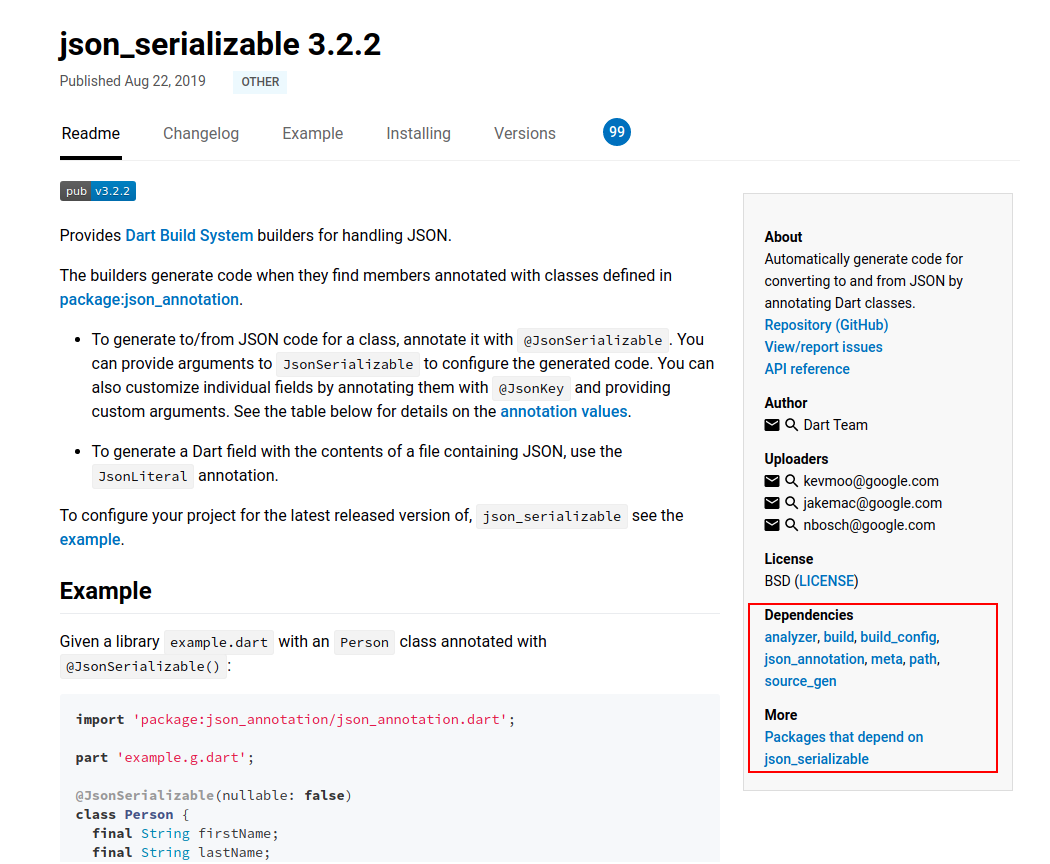 json_serializable 3.2.2
Published Aug 22, 2019 OTHER
Readme Changelog Example Installing Versions 99
pub v3.2.2
Provides Dart Build System builders for handling JSON.
The builders generate code when they find members annotated with classes defined in
package:json_annotation.
• To generate to/from JSON code for a class, annotate it with @JsonSerializable. You
can provide arguments to JsonSerializable to configure the generated code. You can
also customize individual fields by annotating them with @JsonKey and providing
custom arguments. See the table below for details on the annotation values.
• To generate a Dart field with the contents of a file containing JSON, use the
JsonLiteral annotation.
To configure your project for the latest released version of, json_serializable see the
example.
Example
Given a library example.dart with an Person class annotated with
@JsonSerializable():
import 'package:json_annotation/json_annotation.dart';
part 'example.g.dart';
@JsonSerializable(nullable: false)
class Person {
final String firstName;
final String lastName;
About
Automatically generate code for
converting to and from JSON by
annotating Dart classes.
Repository (GitHub)
View/report issues
API reference
Author
Dart Team
Uploaders
kevmoo@google.com
jakemac@google.com
nbosch@google.com
License
BSD (LICENSE)
Dependencies
analyzer, build, build_config,
json_annotation, meta, path,
source_gen
More
Packages that depend on
json_serializable